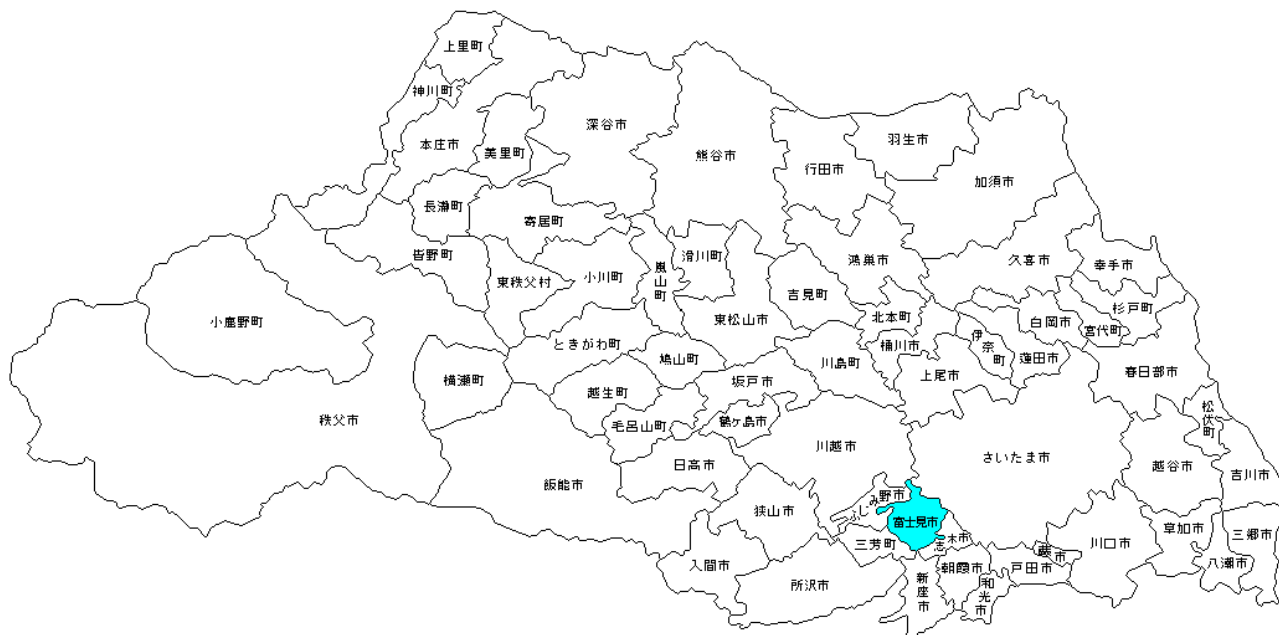 上里町
神川町
本庄市
美里町
深谷市
熊谷市
行田市
羽生市
加須市
長瀞町
寄居町
皆野町
東秩父村
小川町
嵐山町
滑川町
吉見町
鴻巣市
久喜市
幸手市
小鹿野町
東松山市
北本町
白岡市
杉戸町
宮代町
ときがわ町
鳩山町
川島町
桶川市
伊奈町
蓮田市
横瀬町
越生町
坂戸市
上尾市
春日部市
秩父市
毛呂山町
鶴ヶ島市
川越市
松伏町
さいたま市
越谷市
吉川市
日高市
飯能市
狭山市
ふじみ野市
富士見市
三芳町
志木市
蕨市
川口市
草加市
三郷市
八潮市
入間市
所沢市
新座市
朝霞市
和光市
戸田市